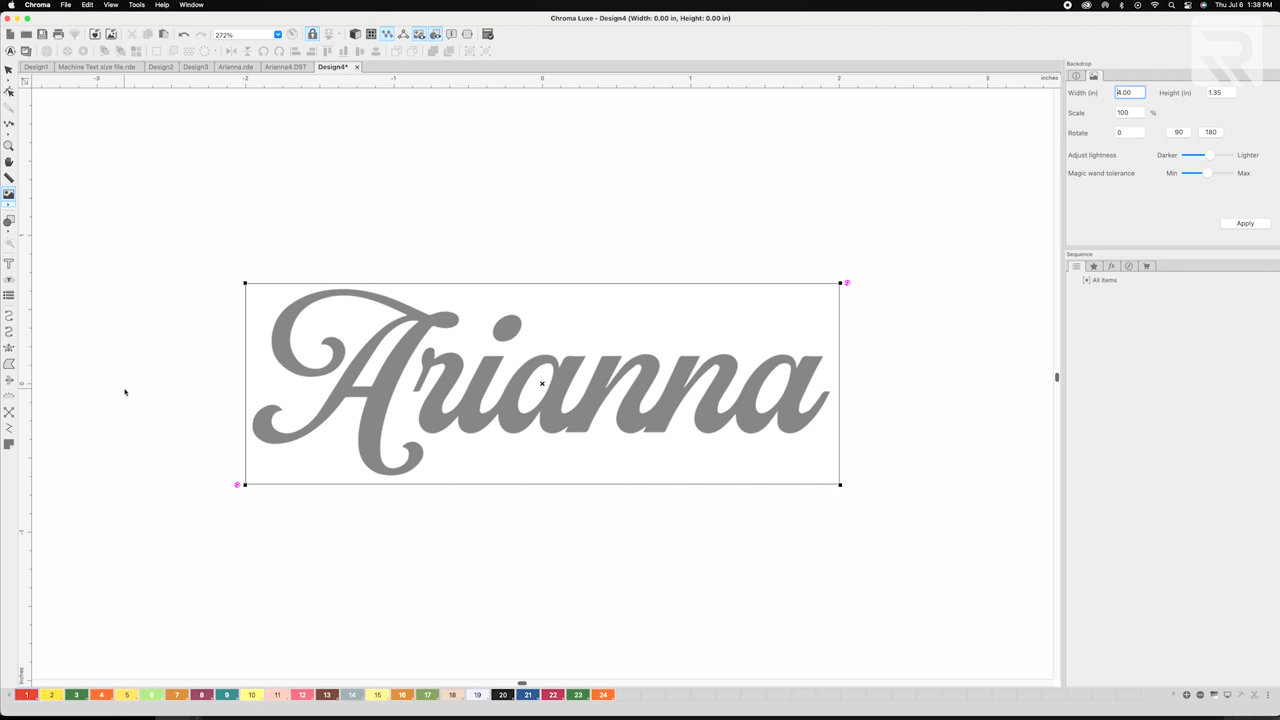 Chroma File Edit View Tools Help Window Thu Jul 6 1:38 PM
Chroma Luxe - Design4 (Width: 0.00 in, Height: 0.00 in)
272%
Design1 Machine Text size file.rde Design2 Design3 Arianna.rde Arianna4.DST Design4*
-3 -2 -1 0 1 2 3 inches
Backdrop
Width (in) 4.00 Height (in) 1.35
Scale 100 %
Rotate 0 90 180
Adjust lightness Darker Lighter
Magic wand tolerance Min Max
Apply
Sequence
All items
1
0
-1
inches
Arianna
1 2 3 4 5 6 7 8 9 10 11 12 13 14 15 16 17 18 19 20 21 22 23 24